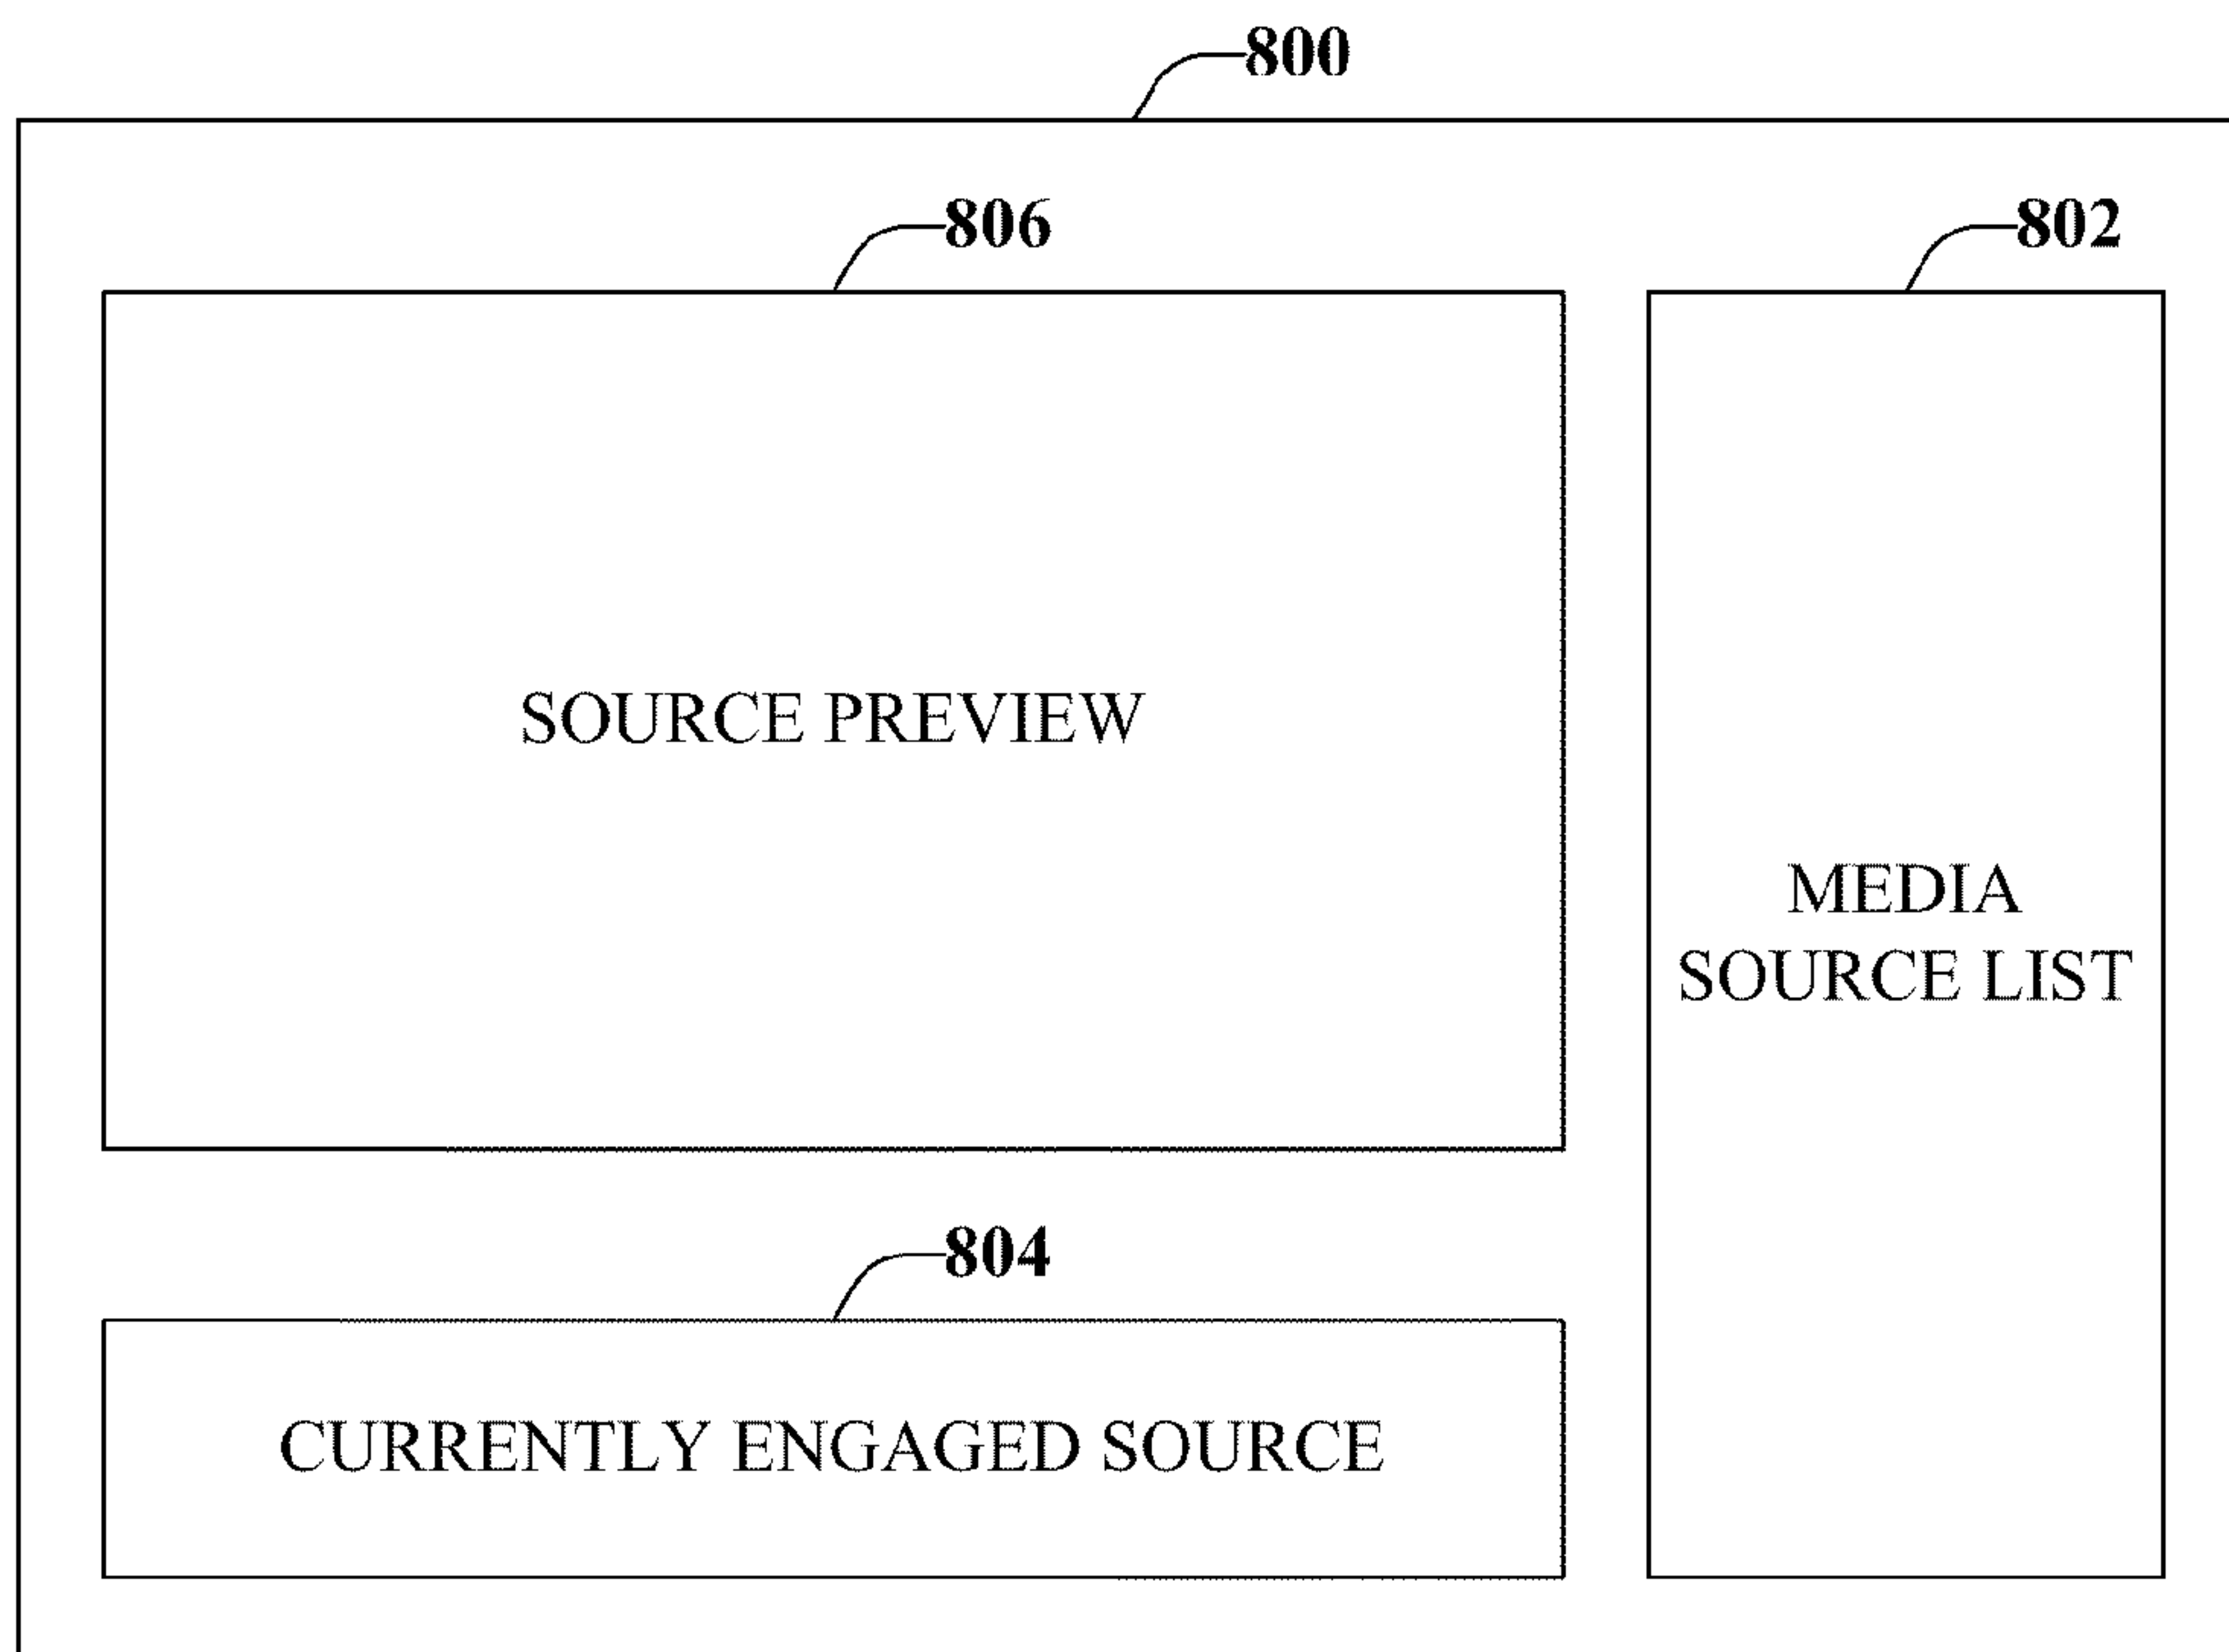 800
806
802
SOURCE PREVIEW
MEDIA
SOURCE LIST
804
CURRENTLY ENGAGED SOURCE